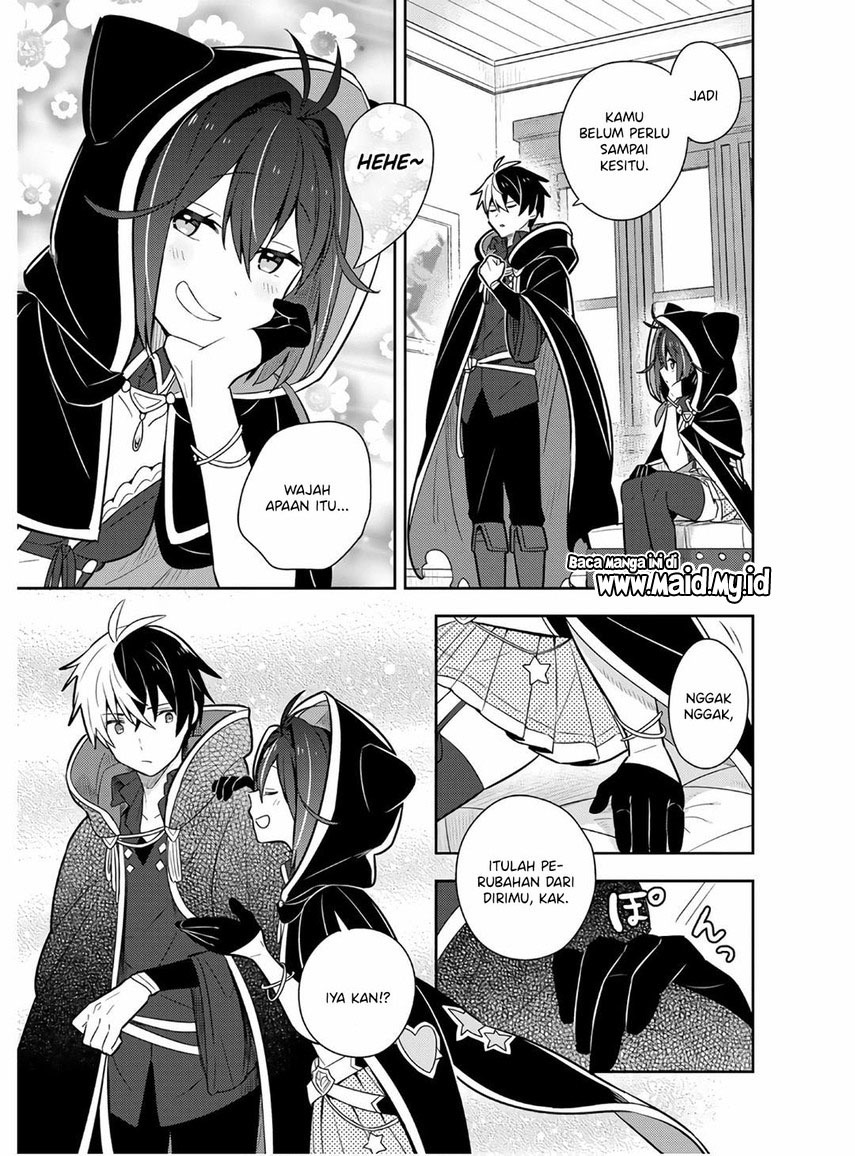 JADI
KAMU
BELUM PERLU
SAMPAI
KESITU.
HEHE~
WAJAH
APAAN ITU...
Baca Manga ini di
www.Maid.My.id
NGGAK
NGGAK,
ITULAH PE-
RUBAHAN DARI
DIRIMU, KAK.
ぽんっ
IYA KAN!?